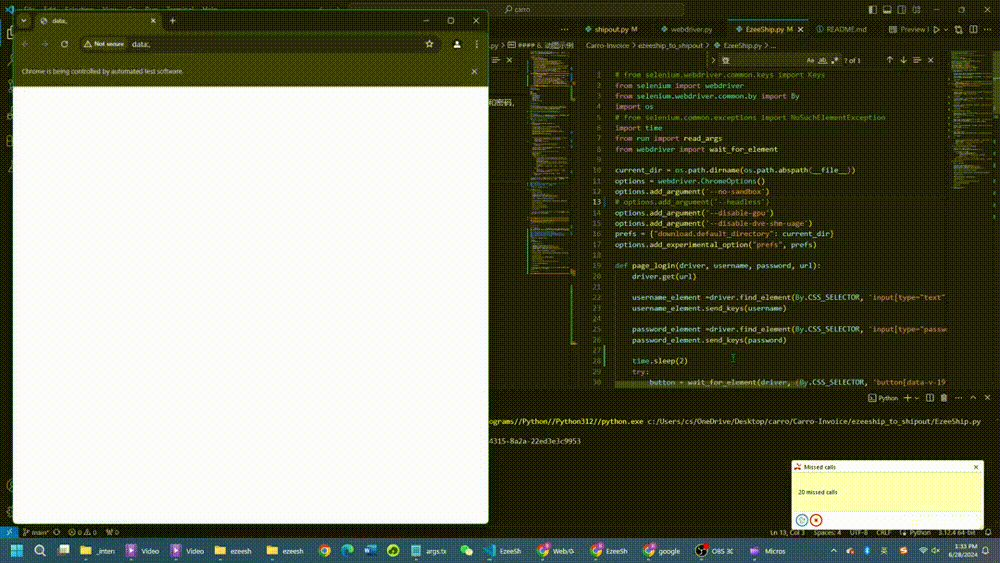 data:,
Not secure
data:,
Chrome is being controlled by automated test software.
carro
shipout.py
webdriver.py
EzeeShip.py
README.md
Preview
.py > #### 6. 动图示例
Carro-Invoice > ezeeship_to_shipout > EzeeShip.py > ...
? of 1
和密码。
1 # from selenium.webdriver.common.keys import Keys
2 from selenium import webdriver
3 from selenium.webdriver.common.by import By
4 import os
5 # from selenium.common.exceptions import NoSuchElementException
6 import time
7 from run import read_args
8 from webdriver import wait_for_element
9
10 current_dir = os.path.dirname(os.path.abspath(__file__))
11 options = webdriver.ChromeOptions()
12 options.add_argument('--no-sandbox')
13 # options.add_argument('--headless')
14 options.add_argument('--disable-gpu')
15 options.add_argument('--disable-dve-shm-uage')
16 prefs = {"download.default_directory": current_dir}
17 options.add_experimental_option("prefs", prefs)
18
19 def page_login(driver, username, password, url):
20 driver.get(url)
21
22 username_element =driver.find_element(By.CSS_SELECTOR, 'input[type="text"
23 username_element.send_keys(username)
24
25 password_element =driver.find_element(By.CSS_SELECTOR, 'input[type="passw
26 password_element.send_keys(password)
27
28 time.sleep(2)
29 try:
30 button = wait_for_element(driver, (By.CSS_SELECTOR, 'button[data-v-19
Python
ograms//Python//Python312//python.exe c:/Users/cs/OneDrive/Desktop/carro/Carro-Invoice/ezeeship_to_shipout/EzeeShip.py
4315-8a2a-22ed3e3c9953
Missed calls
20 missed calls
main*
0 0
0
Ln 13, Col 3 Spaces: 4 UTF-8 CRLF Python 3.12.4 64-bit
_inten
Video
Video
ezeesh
ezeesh
args.tx
EzeeSh
Web/G
EzeeSh
google
OBS 30
Micros
1:33 PM
6/28/2024